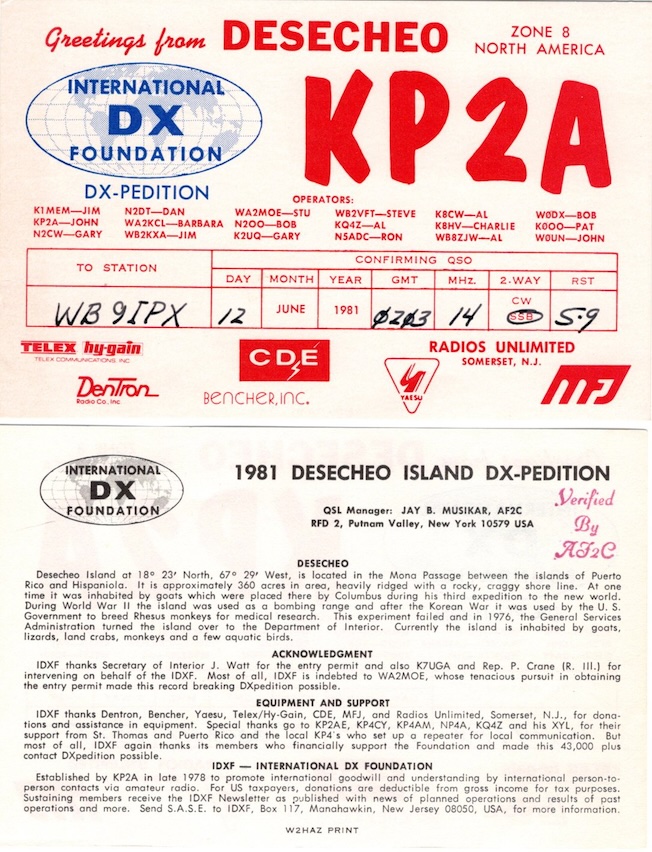 Greetings from DESECHEO
ZONE 8
NORTH AMERICA
INTERNATIONAL
DX
FOUNDATION
DX-PEDITION
KP2A
OPERATORS:
K1MEM—JIM N2DT—DAN WA2MOE—STU WB2VFT—STEVE K8CW—AL W0DX—BOB
KP2A—JOHN WA2KCL—BARBARA N2OO—BOB KQ4Z—AL K8HV—CHARLIE K0OO—PAT
N2CW—GARY WB2KXA—JIM K2UQ—GARY N5ADC—RON WB8ZJW—AL W0UN—JOHN
TO STATION CONFIRMING QSO
DAY MONTH YEAR GMT MHz. 2-WAY RST
WB9IPX 12 JUNE 1981 0203 14 CW SSB 5-9
TELEX hy-gain
TELEX COMMUNICATIONS, INC.
DenTron
Radio Co., Inc.
CDE
BENCHER, INC.
YAESU
RADIOS UNLIMITED
SOMERSET, N.J.
MFJ
INTERNATIONAL
DX
FOUNDATION
1981 DESECHEO ISLAND DX-PEDITION
QSL Manager: JAY B. MUSIKAR, AF2C
RFD 2, Putnam Valley, New York 10579 USA
Verified
By
AF2C
DESECHEO
Desecheo Island at 18° 23' North, 67° 29' West, is located in the Mona Passage between the islands of Puerto
Rico and Hispaniola. It is approximately 360 acres in area, heavily ridged with a rocky, craggy shore line. At one
time it was inhabited by goats which were placed there by Columbus during his third expedition to the new world.
During World War II the island was used as a bombing range and after the Korean War it was used by the U. S.
Government to breed Rhesus monkeys for medical research. This experiment failed and in 1976, the General Services
Administration turned the island over to the Department of Interior. Currently the island is inhabited by goats,
lizards, land crabs, monkeys and a few aquatic birds.
ACKNOWLEDGMENT
IDXF thanks Secretary of Interior J. Watt for the entry permit and also K7UGA and Rep. P. Crane (R. Ill.) for
intervening on behalf of the IDXF. Most of all, IDXF is indebted to WA2MOE, whose tenacious pursuit in obtaining
the entry permit made this record breaking DXpedition possible.
EQUIPMENT AND SUPPORT
IDXF thanks Dentron, Bencher, Yaesu, Telex/Hy-Gain, CDE, MFJ, and Radios Unlimited, Somerset, N.J., for dona-
tions and assistance in equipment. Special thanks go to KP2AE, KP4CY, KP4AM, NP4A, KQ4Z and his XYL, for their
support from St. Thomas and Puerto Rico and the local KP4's who set up a repeater for local communication. But
most of all, IDXF again thanks its members who financially support the Foundation and made this 43,000 plus
contact DXpedition possible.
IDXF — INTERNATIONAL DX FOUNDATION
Established by KP2A in late 1978 to promote international goodwill and understanding by international person-to-
person contacts via amateur radio. For US taxpayers, donations are deductible from gross income for tax purposes.
Sustaining members receive the IDXF Newsletter as published with news of planned operations and results of past
operations and more. Send S.A.S.E. to IDXF, Box 117, Manahawkin, New Jersey 08050, USA, for more information.
W2HAZ PRINT